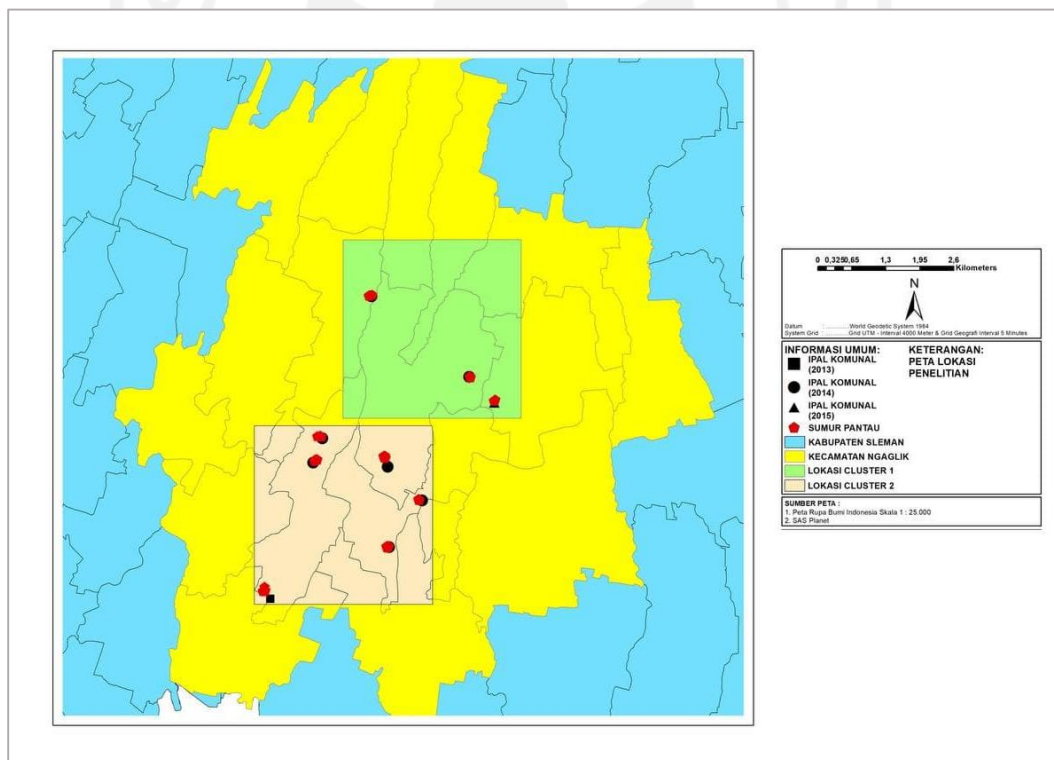 0 0,325 0,65 1,3 1,95 2,6
Kilometers
N
Datum : ............World Geodetic System 1984
System Grid : ............Grid UTM - Interval 4000 Meter & Grid Geografi Interval 5 Minutes
INFORMASI UMUM:
IPAL KOMUNAL
(2013)
IPAL KOMUNAL
(2014)
IPAL KOMUNAL
(2015)
SUMUR PANTAU
KABUPATEN SLEMAN
KECAMATAN NGAGLIK
LOKASI CLUSTER 1
LOKASI CLUSTER 2
KETERANGAN:
PETA LOKASI
PENELITIAN
SUMBER PETA :
1. Peta Rupa Bumi Indonesia Skala 1 : 25.000
2. SAS Planet